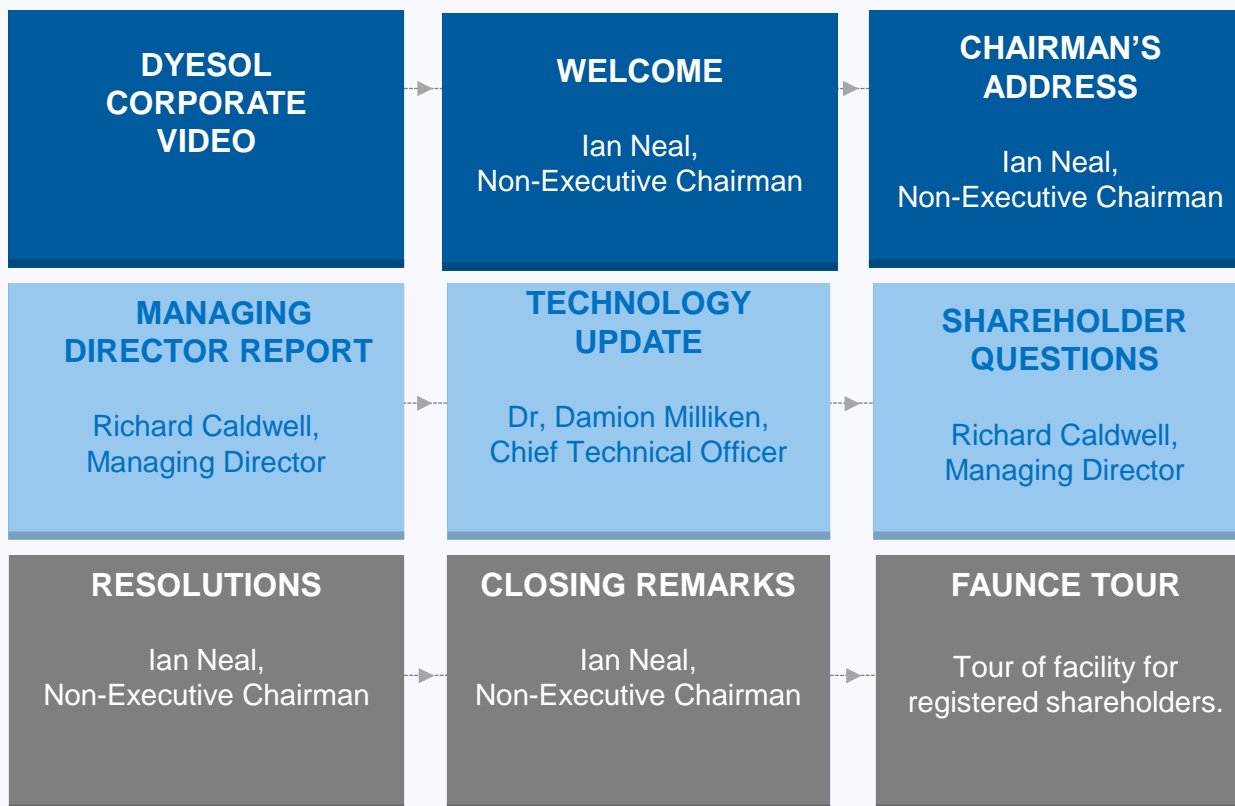 DYESOL
CORPORATE
VIDEO
WELCOME
Ian Neal,
Non-Executive Chairman
CHAIRMAN’S
ADDRESS
Ian Neal,
Non-Executive Chairman
MANAGING
DIRECTOR REPORT
Richard Caldwell,
Managing Director
TECHNOLOGY
UPDATE
Dr, Damion Milliken,
Chief Technical Officer
SHAREHOLDER
QUESTIONS
Richard Caldwell,
Managing Director
RESOLUTIONS
Ian Neal,
Non-Executive Chairman
CLOSING REMARKS
Ian Neal,
Non-Executive Chairman
FAUNCE TOUR
Tour of facility for
registered shareholders.